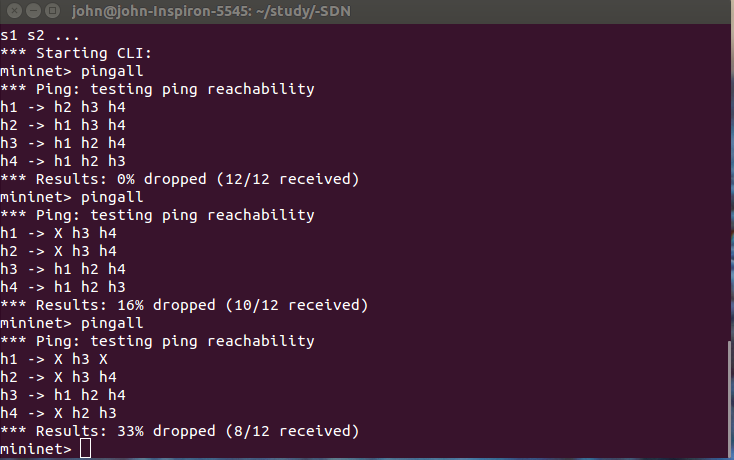 john@john-Inspiron-5545: ~/study/-SDN
s1 s2 ...
*** Starting CLI:
mininet> pingall
*** Ping: testing ping reachability
h1 -> h2 h3 h4
h2 -> h1 h3 h4
h3 -> h1 h2 h4
h4 -> h1 h2 h3
*** Results: 0% dropped (12/12 received)
mininet> pingall
*** Ping: testing ping reachability
h1 -> X h3 h4
h2 -> X h3 h4
h3 -> h1 h2 h4
h4 -> h1 h2 h3
*** Results: 16% dropped (10/12 received)
mininet> pingall
*** Ping: testing ping reachability
h1 -> X h3 X
h2 -> X h3 h4
h3 -> h1 h2 h4
h4 -> X h2 h3
*** Results: 33% dropped (8/12 received)
mininet>